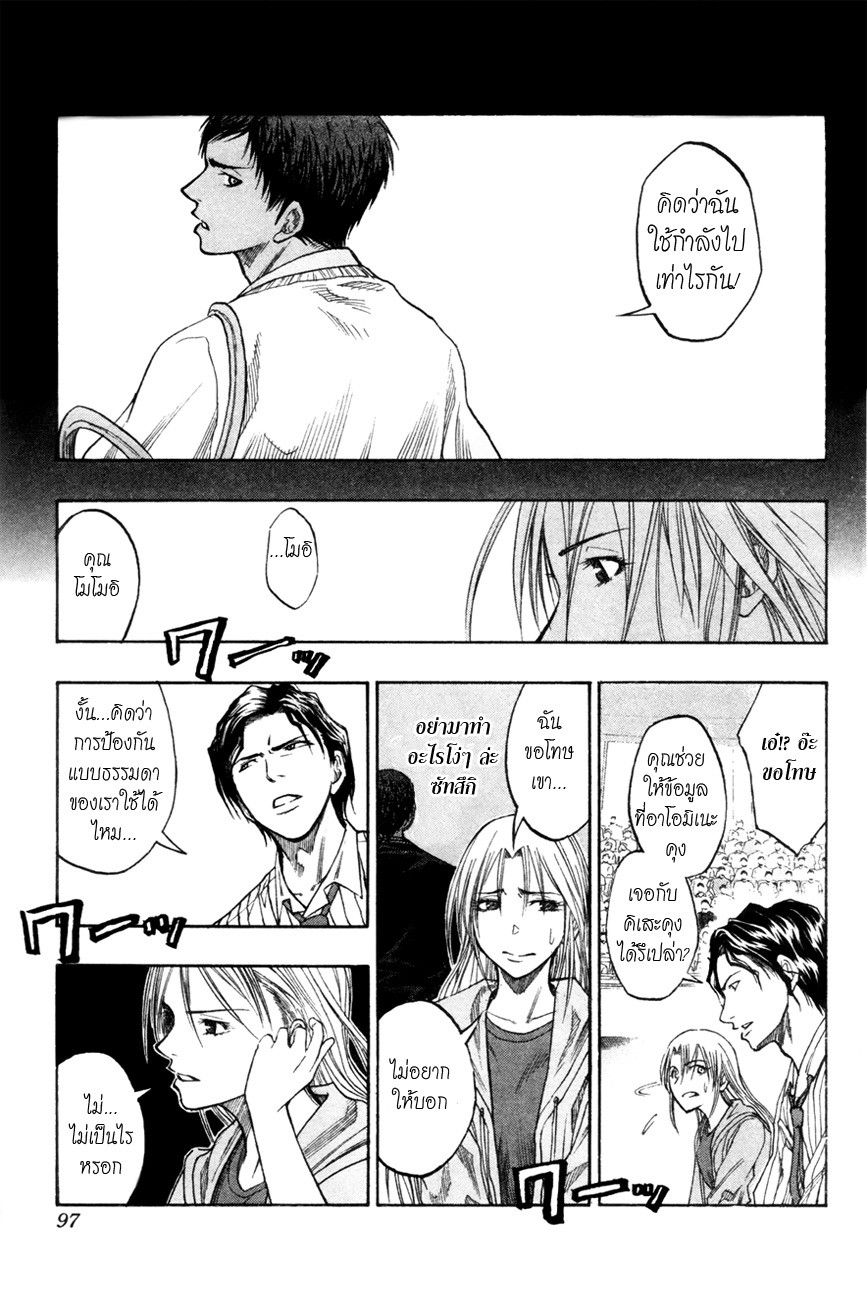 คิดว่าฉัน
ใช้กำลังไป
เท่าไรกัน!
...โมอิ
คุณ
โมโมอิ
ワーッ
เอ๋!? อ๊ะ
ขอโทษ
คุณช่วย
ให้ข้อมูล
ที่อาโอมิเนะ
คุง
เจอกับ
คิเสะคุง
ได้รึเปล่า?
ワーッ
ฉัน
ขอโทษ
เขา...
อย่ามาทำ
อะไรโง่ๆ ล่ะ
ซัทสึกิ
ไม่อยาก
ให้บอก
งั้น...คิดว่า
การป้องกัน
แบบธรรมดา
ของเราใช้ได้
ไหม...
ワーッ
ไม่...
ไม่เป็นไร
หรอก
97